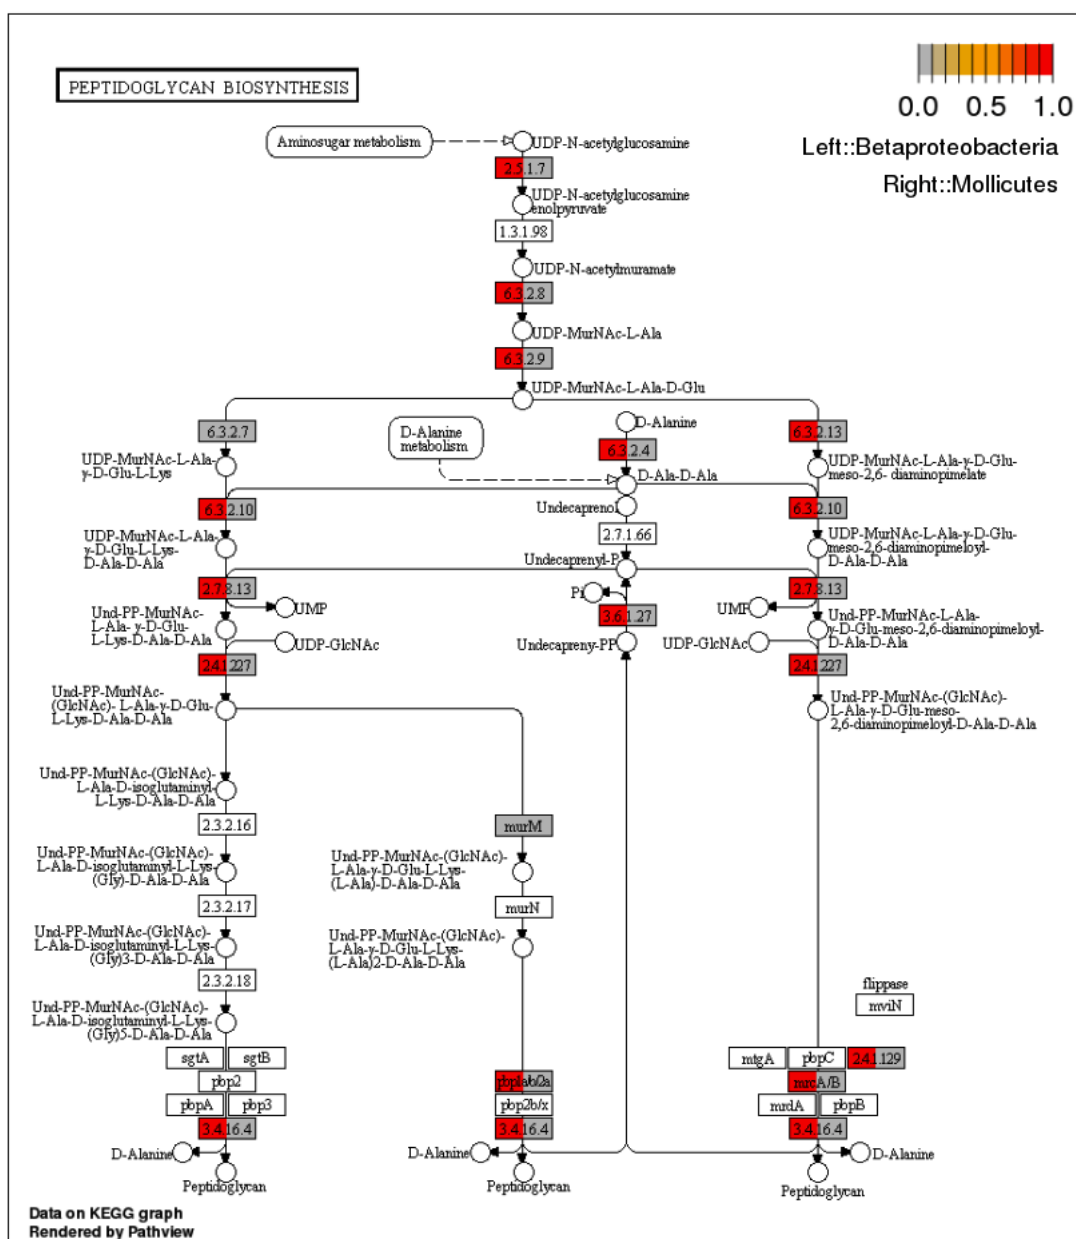 PEPTIDOGLYCAN BIOSYNTHESIS
0.0 0.5 1.0
Left::Betaproteobacteria
Right::Mollicutes
Aminosugar metabolism
UDP-N-acetylglucosamine
2.5.1.7
UDP-N-acetylglucosamine
enolpyruvate
1.3.1.98
UDP-N-acetylmuramate
6.3.2.8
UDP-MurNAc-L-Ala
6.3.2.9
UDP-MurNAc-L-Ala-D-Glu
6.3.2.7
UDP-MurNAc-L-Ala-
γ-D-Glu-L-Lys
6.3.2.10
UDP-MurNAc-L-Ala-
γ-D-Glu-L-Lys-
D-Ala-D-Ala
2.7.8.13
UMP
Und-PP-MurNAc-
L-Ala- γ-D-Glu-
L-Lys-D-Ala-D-Ala
UDP-GlcNAc
2.4.1.227
Und-PP-MurNAc-
(GlcNAc)- L-Ala-γ-D-Glu-
L-Lys-D-Ala-D-Ala
D-Alanine
metabolism
D-Alanine
6.3.2.4
D-Ala-D-Ala
Undecaprenol
2.7.1.66
Undecaprenyl-P
Pi
3.6.1.27
Undecapreny-PP
6.3.2.13
UDP-MurNAc-L-Ala-γ-D-Glu-
meso-2,6- diaminopimelate
6.3.2.10
UDP-MurNAc-L-Ala-γ-D-Glu-
meso-2,6-diaminopimeloyl-
D-Ala-D-Ala
2.7.8.13
UMP
Und-PP-MurNAc-L-Ala-
γ-D-Glu-meso-2,6-diaminopimeloyl-
D-Ala-D-Ala
UDP-GlcNAc
2.4.1.227
Und-PP-MurNAc-(GlcNAc)-
L-Ala-γ-D-Glu-meso-
2,6-diaminopimeloyl-D-Ala-D-Ala
Und-PP-MurNAc-(GlcNAc)-
L-Ala-D-isoglutaminyl-
L-Lys-D-Ala-D-Ala
2.3.2.16
Und-PP-MurNAc-(GlcNAc)-
L-Ala-D-isoglutaminyl-L-Lys-
(Gly)-D-Ala-D-Ala
2.3.2.17
Und-PP-MurNAc-(GlcNAc)-
L-Ala-D-isoglutaminyl-L-Lys-
(Gly)3-D-Ala-D-Ala
2.3.2.18
Und-PP-MurNAc-(GlcNAc)-
L-Ala-D-isoglutaminyl-L-Lys-
(Gly)5-D-Ala-D-Ala
sgtA sgtB
pbp2
pbpA pbp3
3.4.16.4
D-Alanine
Peptidoglycan
murM
Und-PP-MurNAc-(GlcNAc)-
L-Ala-γ-D-Glu-L-Lys-
(L-Ala)-D-Ala-D-Ala
murN
Und-PP-MurNAc-(GlcNAc)-
L-Ala-γ-D-Glu-L-Lys-
(L-Ala)2-D-Ala-D-Ala
pbp1a/b/2a
pbp2b/x
3.4.16.4
D-Alanine
Peptidoglycan
flippase
mviN
mtgA pbpC 2.4.1.129
mrcA/B
mrdA pbpB
3.4.16.4
D-Alanine
Peptidoglycan
Data on KEGG graph
Rendered by Pathview